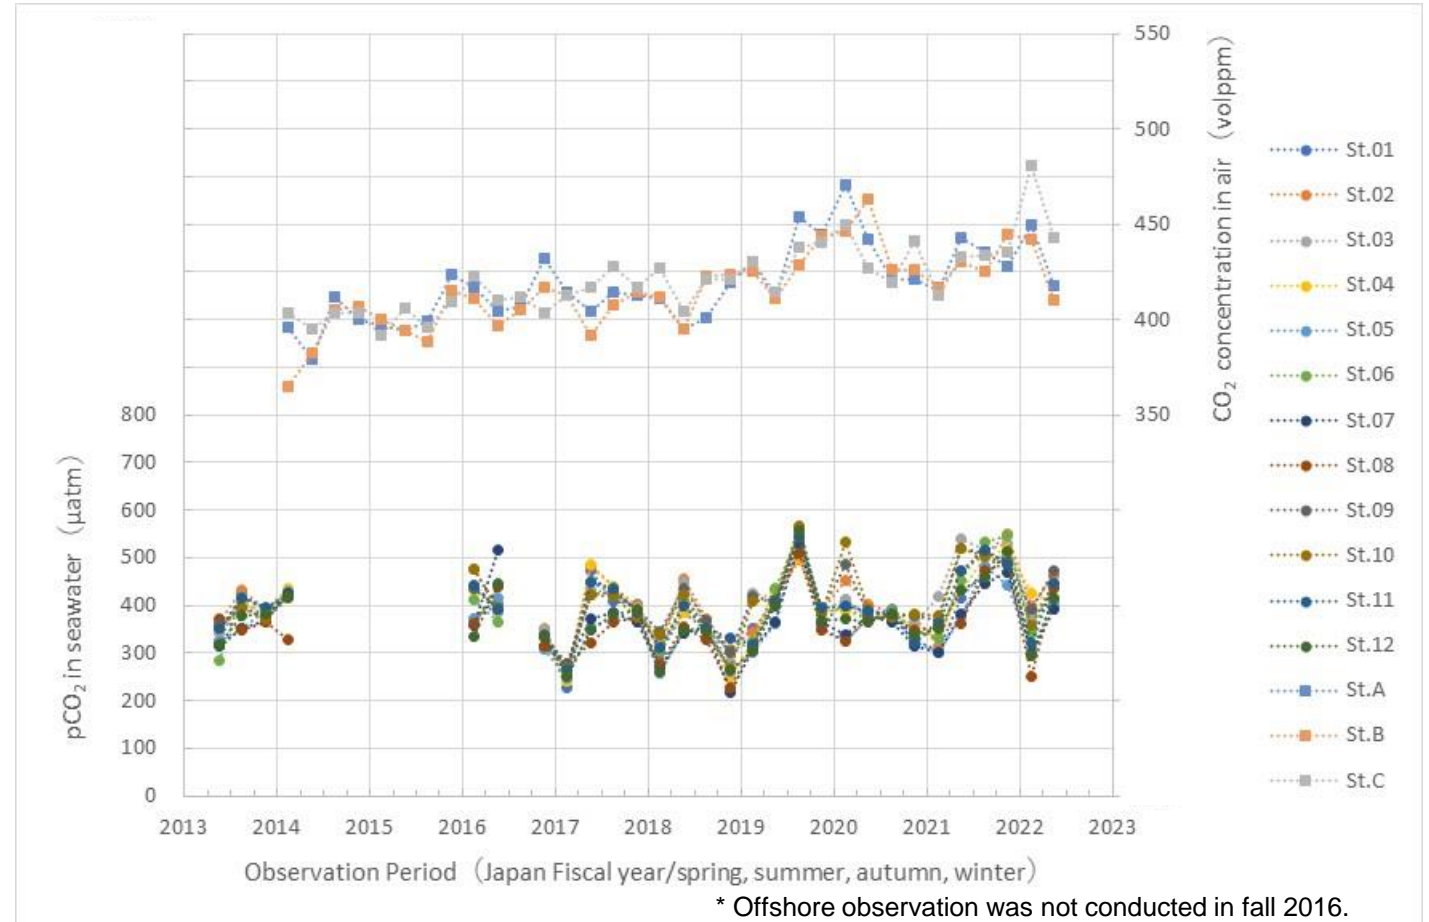 550
500
450
400
350
CO2 concentration in air（volppm）
800
700
600
500
400
300
200
100
0
pCO2 in seawater（μatm）
2013 2014 2015 2016 2017 2018 2019 2020 2021 2022 2023
Observation Period（Japan Fiscal year/spring, summer, autumn, winter）
* Offshore observation was not conducted in fall 2016.
St.01
St.02
St.03
St.04
St.05
St.06
St.07
St.08
St.09
St.10
St.11
St.12
St.A
St.B
St.C